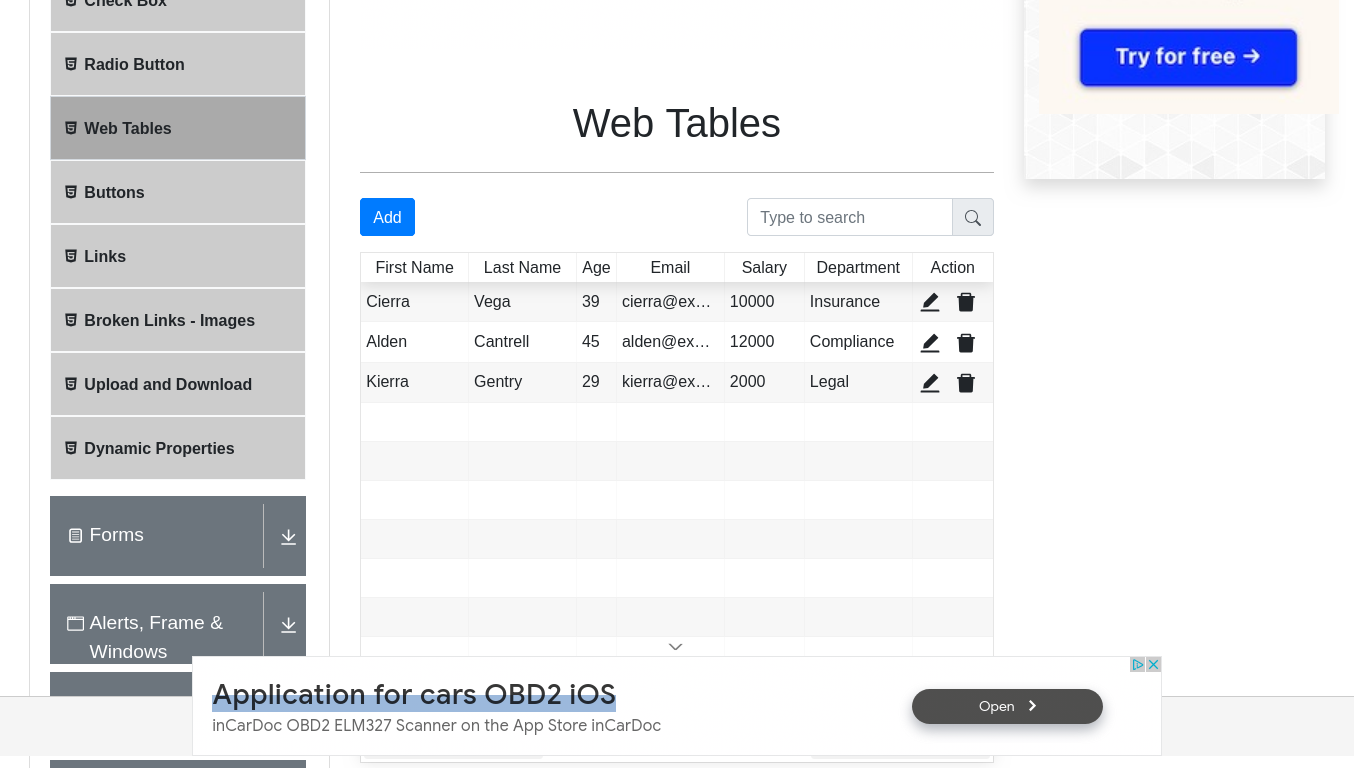 Check Box
Radio Button
Web Tables
Buttons
Links
Broken Links - Images
Upload and Download
Dynamic Properties
Forms
Alerts, Frame &
Windows
Web Tables
Add
Type to search
First Name Last Name Age Email Salary Department Action
Cierra Vega 39 cierra@ex… 10000 Insurance
Alden Cantrell 45 alden@ex… 12000 Compliance
Kierra Gentry 29 kierra@ex… 2000 Legal
Try for free →
Application for cars OBD2 iOS
inCarDoc OBD2 ELM327 Scanner on the App Store inCarDoc
Open